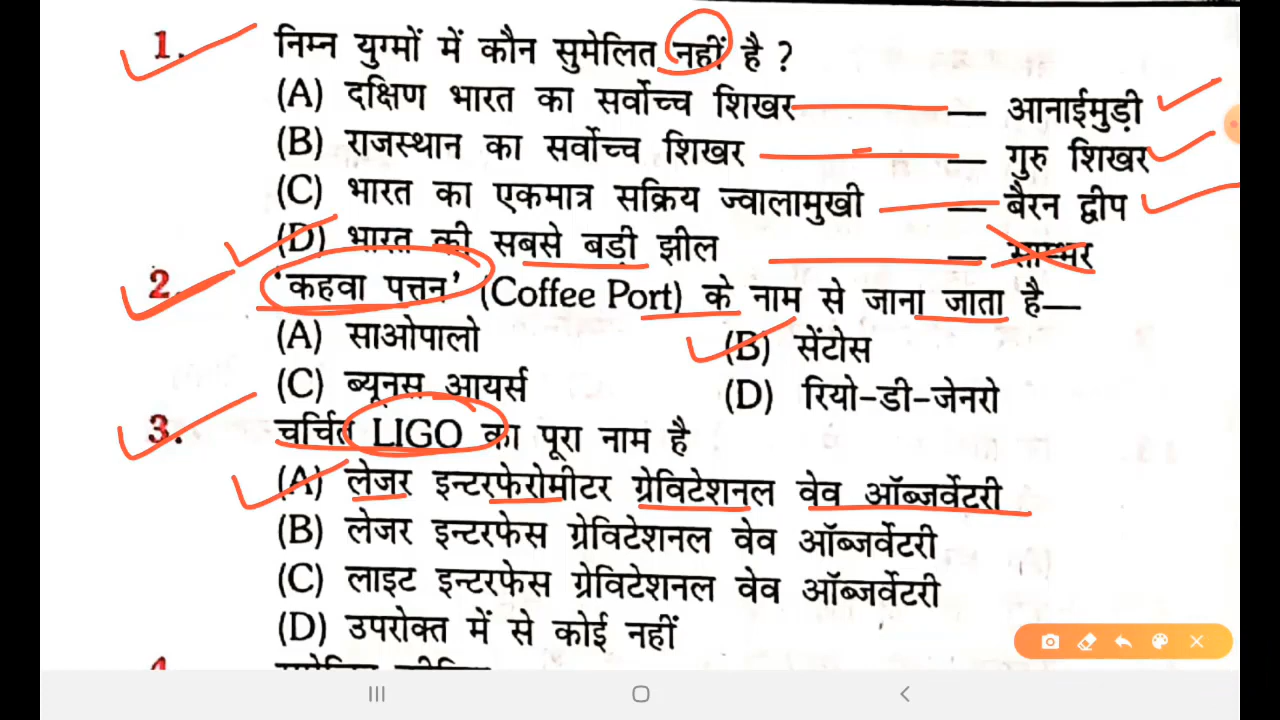 1. निम्न युग्मों में कौन सुमेलित नहीं है ?
(A) दक्षिण भारत का सर्वोच्च शिखर — आनाईमुड़ी
(B) राजस्थान का सर्वोच्च शिखर — गुरु शिखर
(C) भारत का एकमात्र सक्रिय ज्वालामुखी — बैरन द्वीप
(D) भारत की सबसे बड़ी झील — साम्भर
2. 'कहवा पत्तन' (Coffee Port) के नाम से जाना जाता है—
(A) साओपालो (B) सेंटोस
(C) ब्यूनस आयर्स (D) रियो-डी-जेनरो
3. चर्चित LIGO का पूरा नाम है
(A) लेजर इन्टरफेरोमीटर ग्रेविटेशनल वेव ऑब्जर्वेटरी
(B) लेजर इन्टरफेस ग्रेविटेशनल वेव ऑब्जर्वेटरी
(C) लाइट इन्टरफेस ग्रेविटेशनल वेव ऑब्जर्वेटरी
(D) उपरोक्त में से कोई नहीं